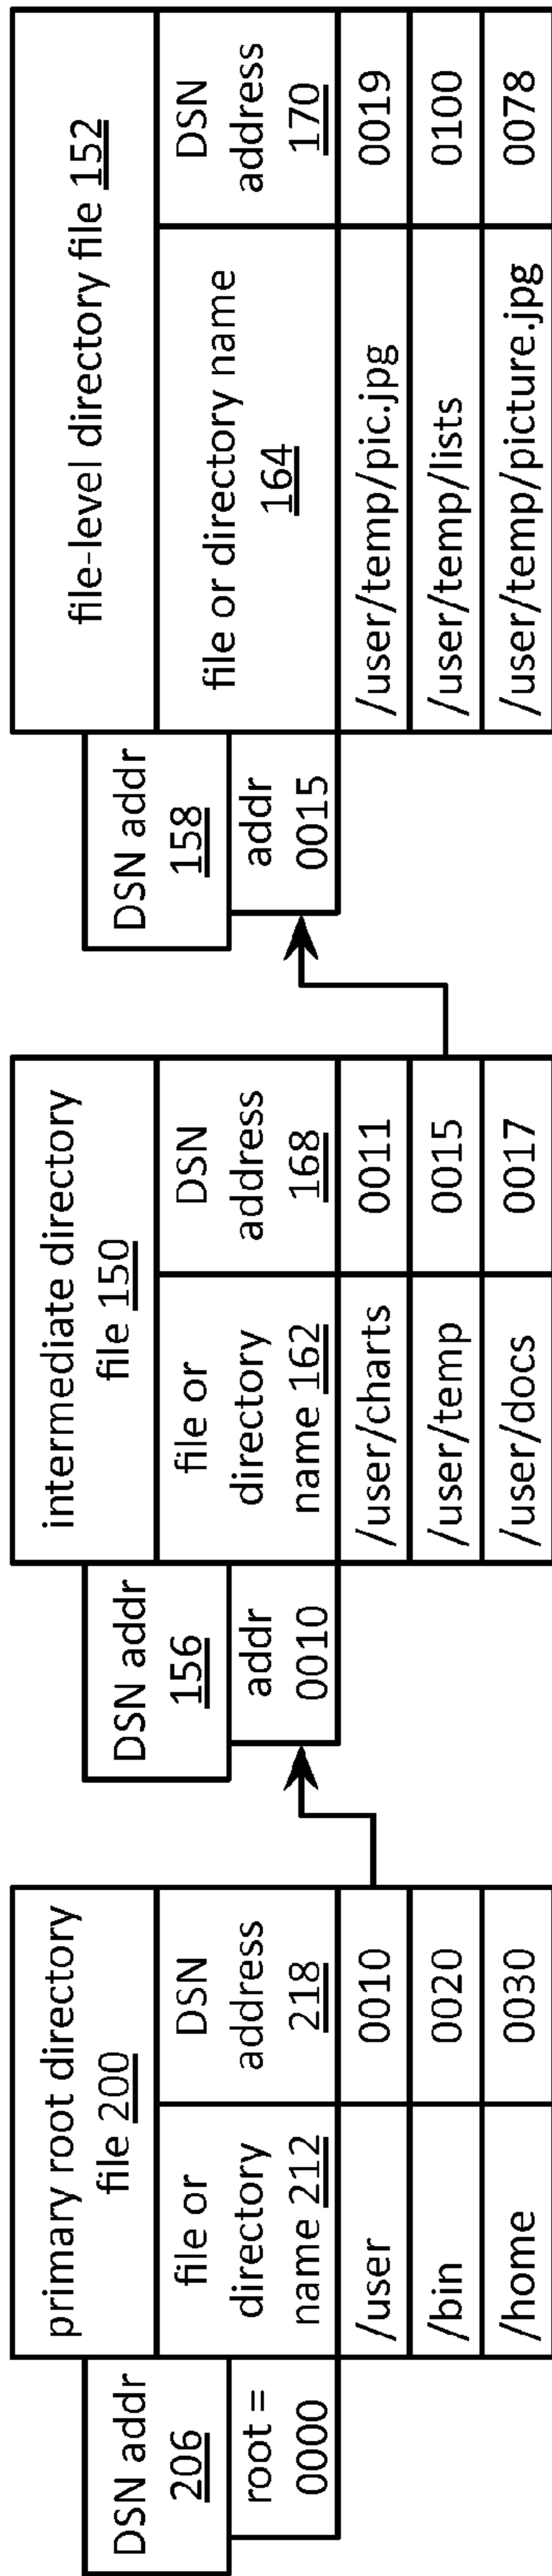 DSN addr
206
root =
0000
primary root directory
file 200
file or
directory
name 212
DSN
address
218
/user
0010
/bin
0020
/home
0030
DSN addr
156
addr
0010
intermediate directory
file 150
file or
directory
name 162
DSN
address
168
/user/charts
0011
/user/temp
0015
/user/docs
0017
DSN addr
158
addr
0015
file-level directory file 152
file or directory name
164
DSN
address
170
/user/temp/pic.jpg
0019
/user/temp/lists
0100
/user/temp/picture.jpg
0078